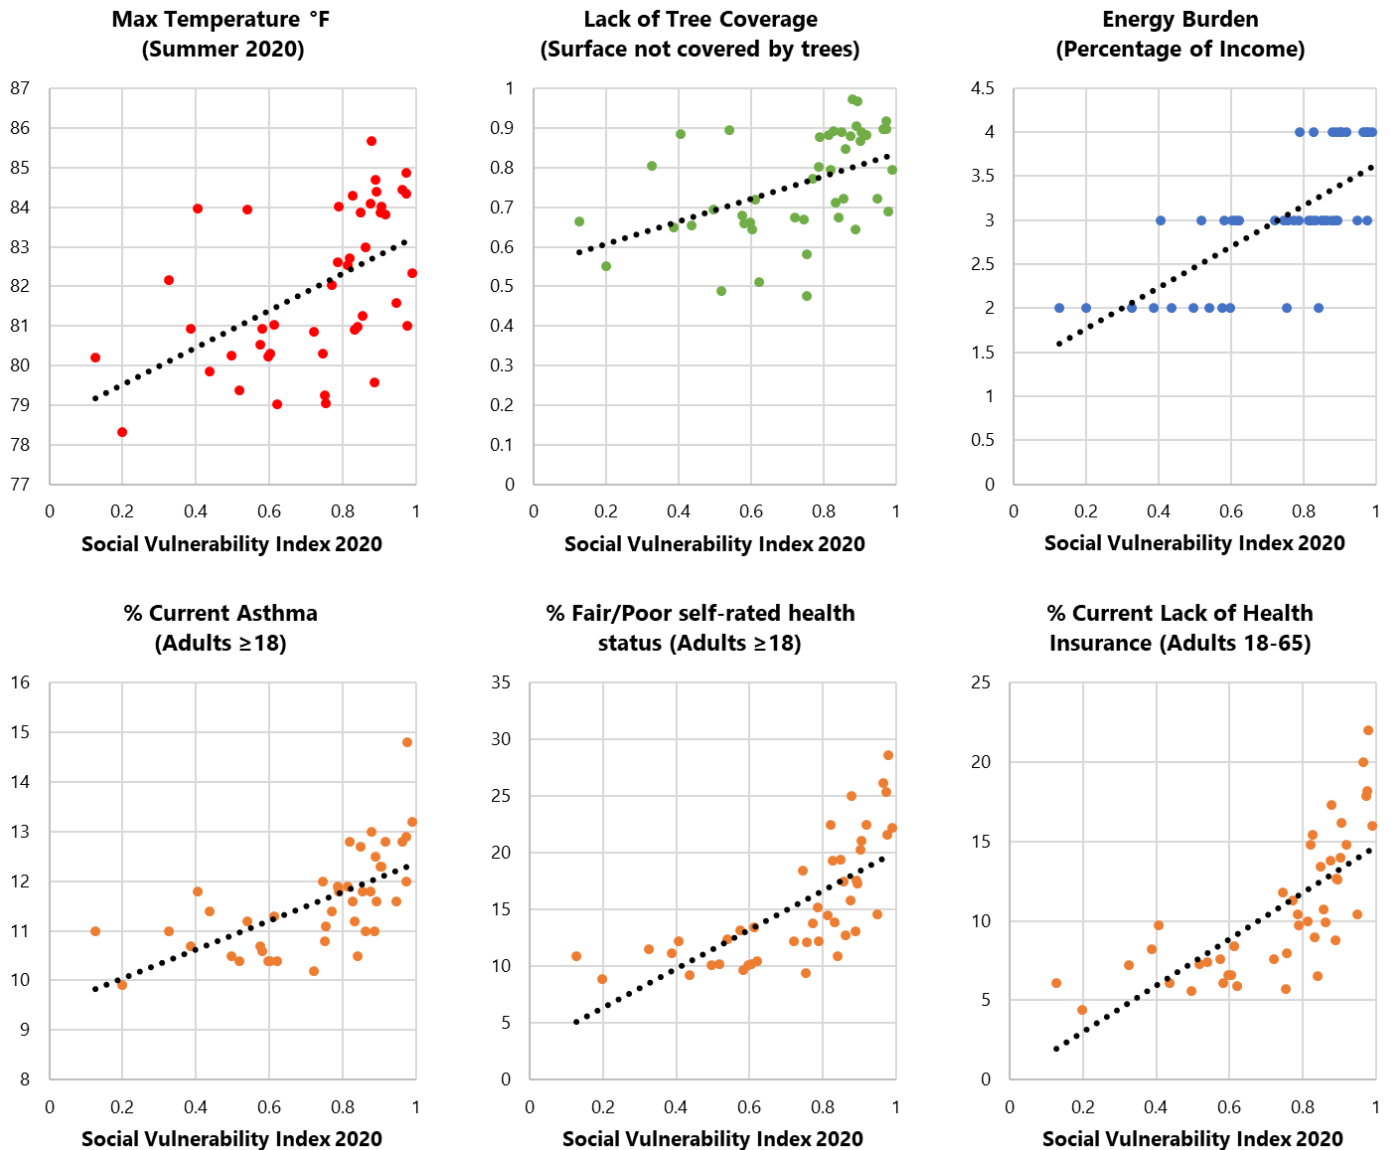 Max Temperature °F
(Summer 2020)
87
86
85
84
83
82
81
80
79
78
77
0 0.2 0.4 0.6 0.8 1
Social Vulnerability Index 2020
Lack of Tree Coverage
(Surface not covered by trees)
1
0.9
0.8
0.7
0.6
0.5
0.4
0.3
0.2
0.1
0
0 0.2 0.4 0.6 0.8 1
Social Vulnerability Index 2020
Energy Burden
(Percentage of Income)
4.5
4
3.5
3
2.5
2
1.5
1
0.5
0
0 0.2 0.4 0.6 0.8 1
Social Vulnerability Index 2020
% Current Asthma
(Adults ≥18)
16
15
14
13
12
11
10
9
8
0 0.2 0.4 0.6 0.8 1
Social Vulnerability Index 2020
% Fair/Poor self-rated health
status (Adults ≥18)
35
30
25
20
15
10
5
0
0 0.2 0.4 0.6 0.8 1
Social Vulnerability Index 2020
% Current Lack of Health
Insurance (Adults 18-65)
25
20
15
10
5
0
0 0.2 0.4 0.6 0.8 1
Social Vulnerability Index 2020